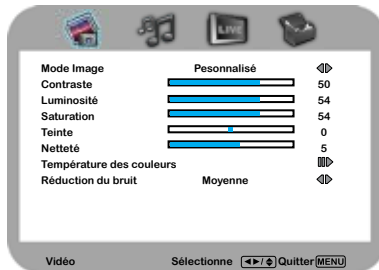 LIVE
Mode Image Pesonnalisé
Contraste 50
Luminosité 54
Saturation 54
Teinte 0
Netteté 5
Température des couleurs
Réduction du bruit Moyenne
Vidéo Sélectionne / Quitter MENU